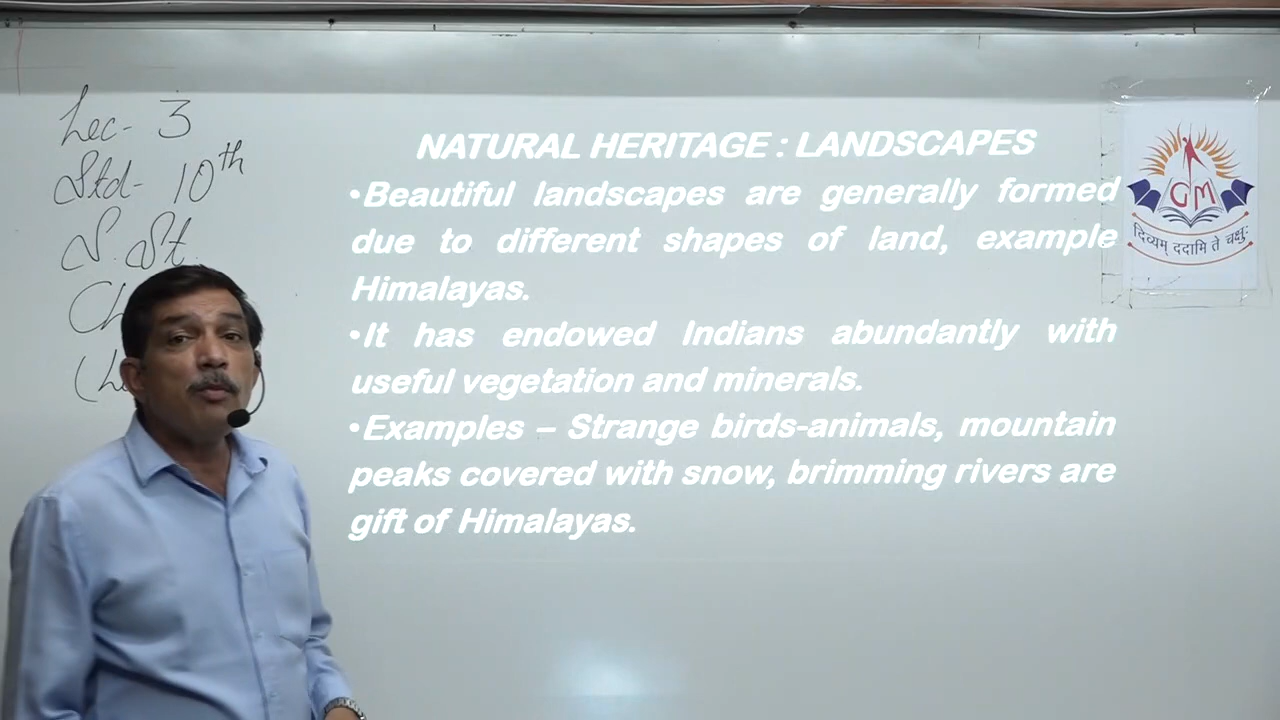 Lec- 3
Std- 10th
S. St.
NATURAL HERITAGE : LANDSCAPES
•Beautiful landscapes are generally formed
due to different shapes of land, example
Himalayas.
•It has endowed Indians abundantly with
useful vegetation and minerals.
•Examples – Strange birds-animals, mountain
peaks covered with snow, brimming rivers are
gift of Himalayas.
GM
दिव्यम् ददामि ते चक्षुः